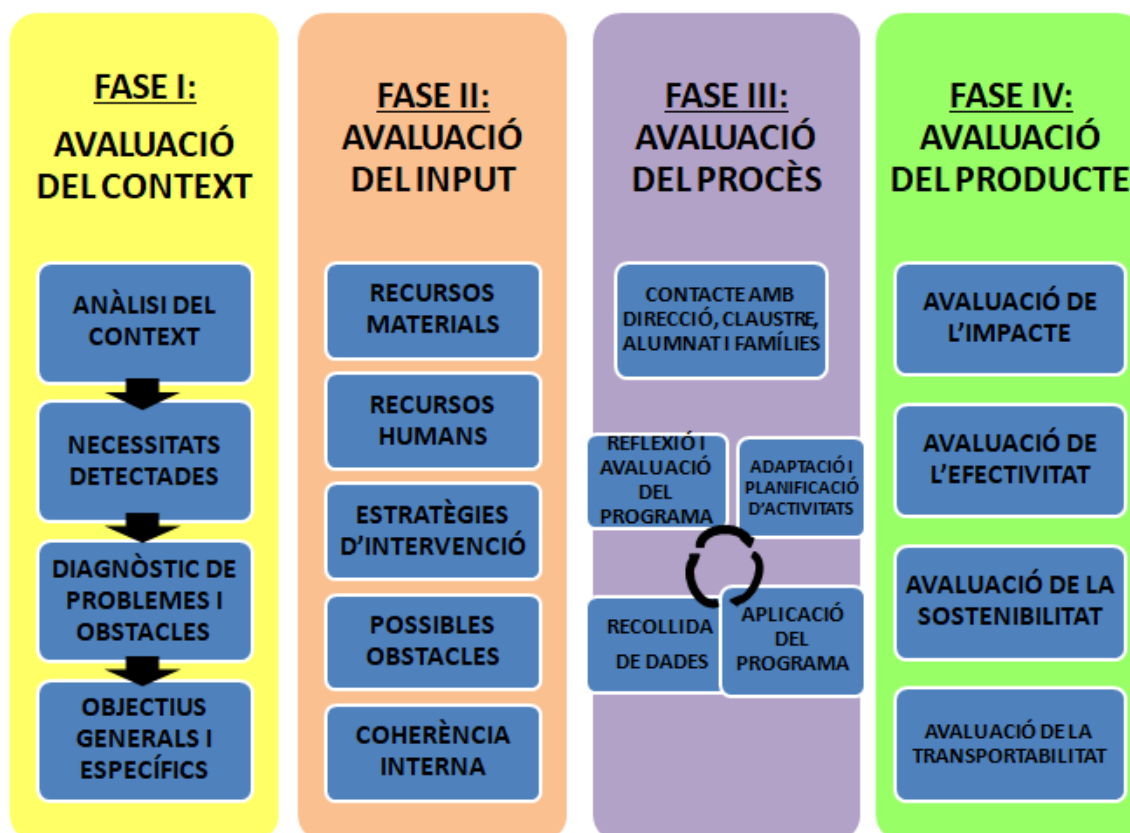 FASE I:
AVALUACIÓ
DEL CONTEXT
ANÀLISI DEL
CONTEXT
NECESSITATS
DETECTADES
DIAGNÒSTIC DE
PROBLEMES I
OBSTACLES
OBJECTIUS
GENERALS I
ESPECÍFICS
FASE II:
AVALUACIÓ
DEL INPUT
RECURSOS
MATERIALS
RECURSOS
HUMANS
ESTRATÈGIES
D'INTERVENCIÓ
POSSIBLES
OBSTACLES
COHERÈNCIA
INTERNA
FASE III:
AVALUACIÓ
DEL PROCÈS
CONTACTE AMB
DIRECCIÓ, CLAUSTRE,
ALUMNAT I FAMÍLIES
REFLEXIÓ I
AVALUACIÓ
DEL
PROGRAMA
ADAPTACIÓ I
PLANIFICACIÓ
D'ACTIVITATS
RECOLLIDA
DE DADES
APLICACIÓ
DEL
PROGRAMA
FASE IV:
AVALUACIÓ
DEL PRODUCTE
AVALUACIÓ DE
L'IMPACTE
AVALUACIÓ DE
L'EFECTIVITAT
AVALUACIÓ DE LA
SOSTENIBILITAT
AVALUACIÓ DE LA
TRANSPORTABILITAT